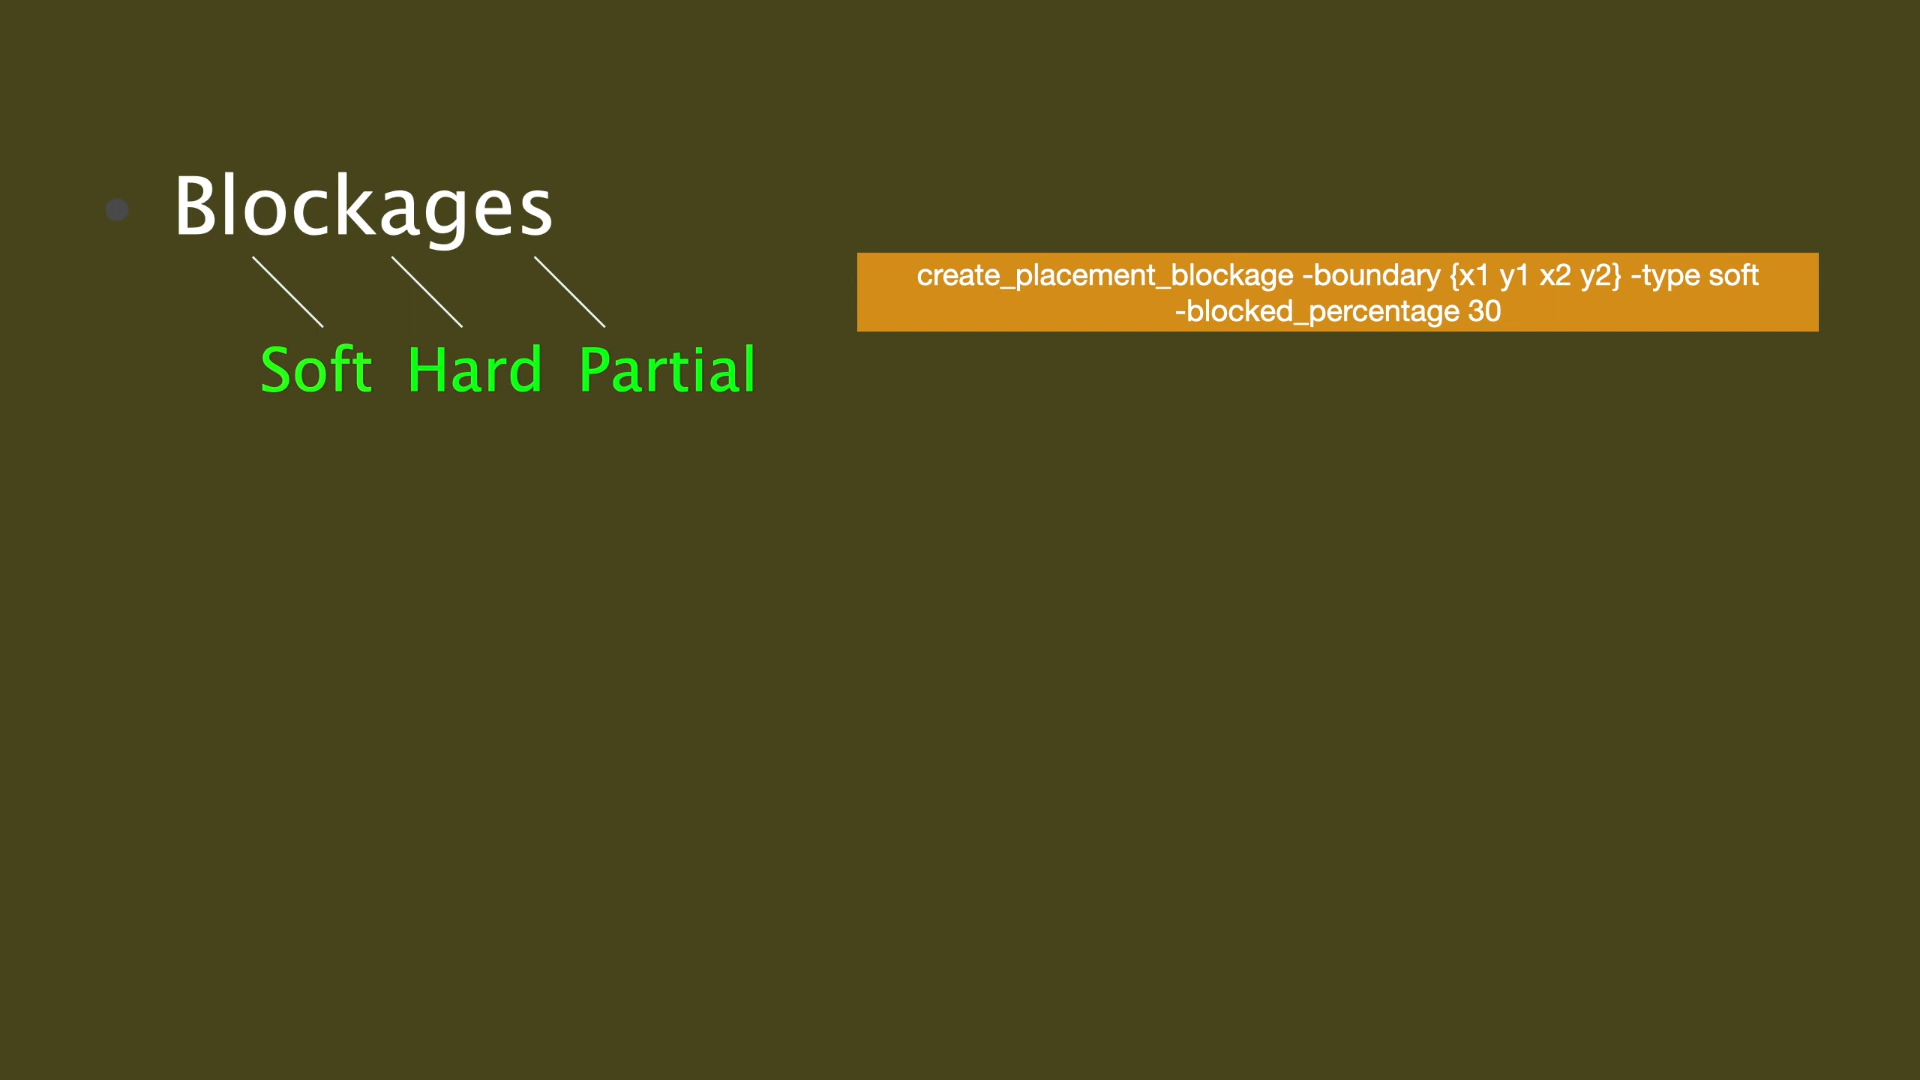 Blockages
create_placement_blockage -boundary {x1 y1 x2 y2} -type soft
-blocked_percentage 30
Soft Hard Partial